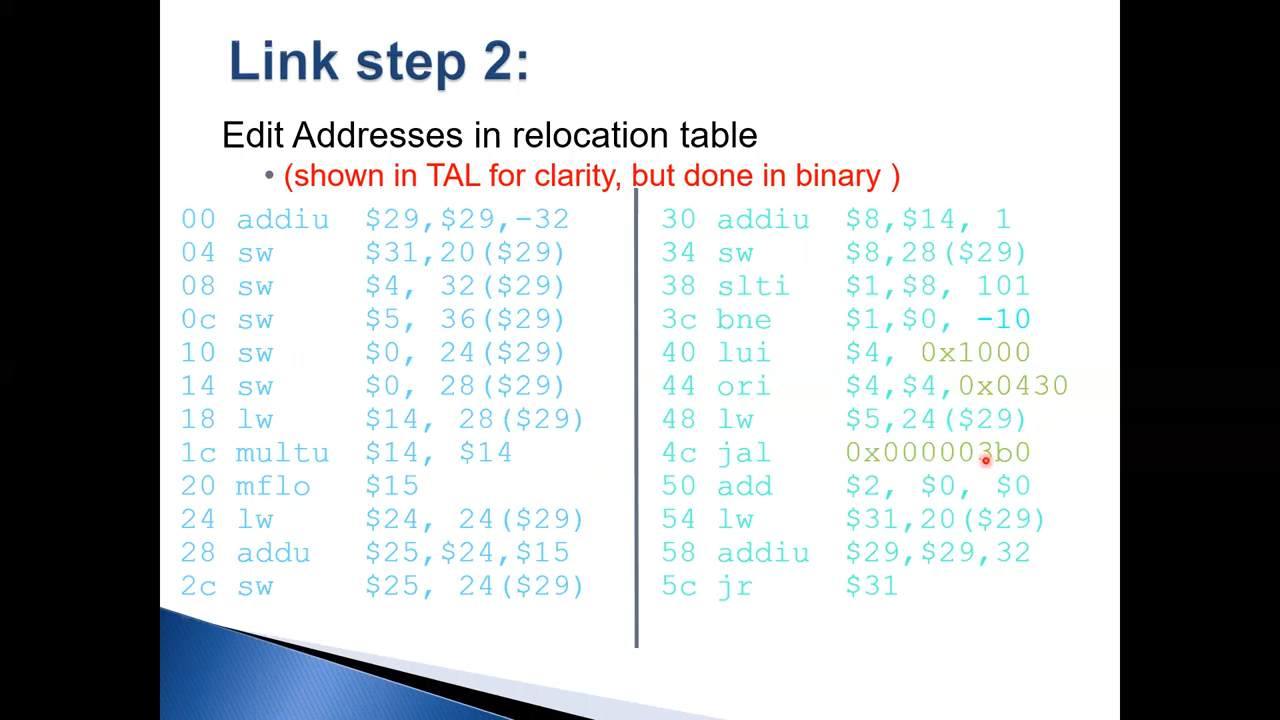 Link step 2:
Edit Addresses in relocation table
• (shown in TAL for clarity, but done in binary )
00 addiu $29,$29,-32
04 sw $31,20($29)
08 sw $4, 32($29)
0c sw $5, 36($29)
10 sw $0, 24($29)
14 sw $0, 28($29)
18 lw $14, 28($29)
1c multu $14, $14
20 mflo $15
24 lw $24, 24($29)
28 addu $25,$24,$15
2c sw $25, 24($29)
30 addiu $8,$14, 1
34 sw $8,28($29)
38 slti $1,$8, 101
3c bne $1,$0, -10
40 lui $4, 0x1000
44 ori $4,$4,0x0430
48 lw $5,24($29)
4c jal 0x000003b0
50 add $2, $0, $0
54 lw $31,20($29)
58 addiu $29,$29,32
5c jr $31